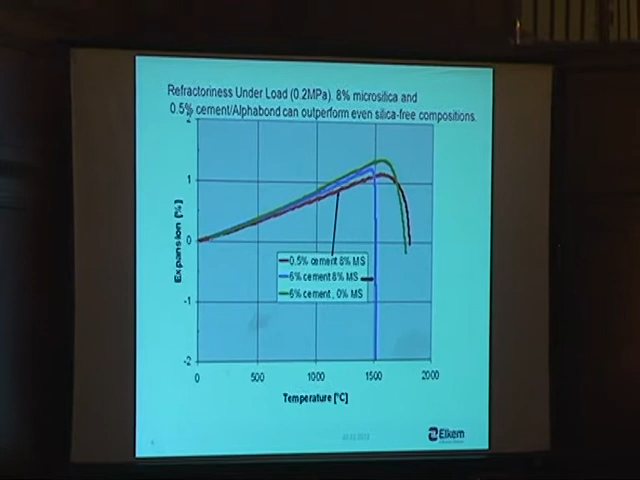 Refractoriness Under Load (0.2MPa). 8% microsilica and
0.5% cement/Alphabond can outperform even silica-free compositions.
2
1
0
-1
-2
Expansion [%]
0.5% cement 8% MS
6% cement 8% MS
6% cement , 0% MS
0 500 1000 1500 2000
Temperature [°C]
Elkem